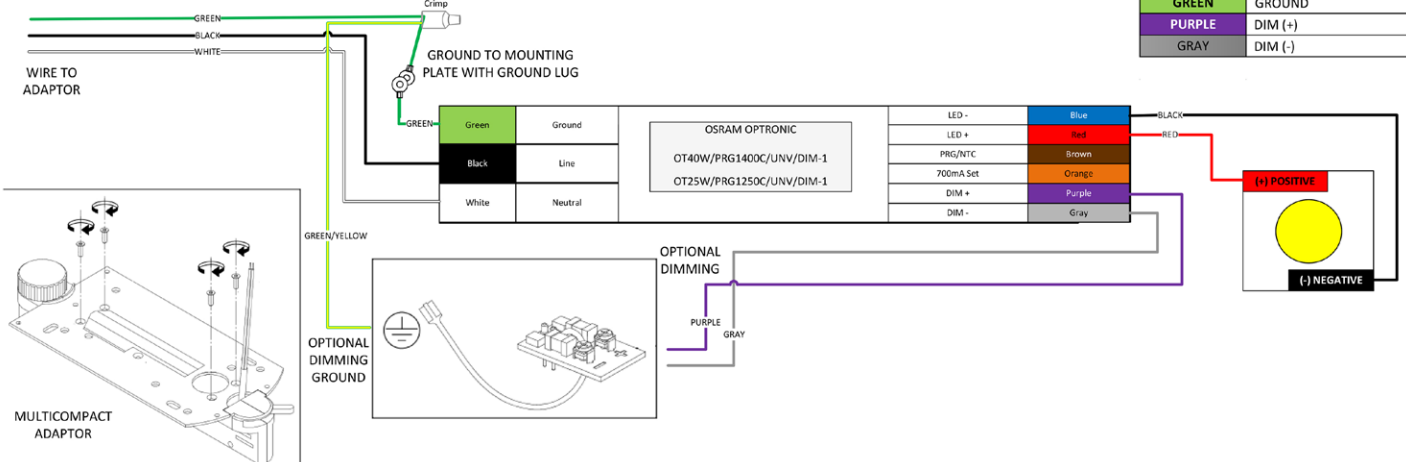 Crimp
GREEN
BLACK
WHITE
WIRE TO
ADAPTOR
GROUND TO MOUNTING
PLATE WITH GROUND LUG
GREEN GROUND
PURPLE DIM (+)
GRAY DIM (-)
GREEN
Green Ground
Black Line
White Neutral
OSRAM OPTRONIC
OT40W/PRG1400C/UNV/DIM-1
OT25W/PRG1250C/UNV/DIM-1
LED - Blue
LED + Red
PRG/NTC Brown
700mA Set Orange
DIM + Purple
DIM - Gray
BLACK
RED
(+) POSITIVE
(-) NEGATIVE
GREEN/YELLOW
OPTIONAL
DIMMING
PURPLE
GRAY
OPTIONAL
DIMMING
GROUND
MULTICOMPACT
ADAPTOR